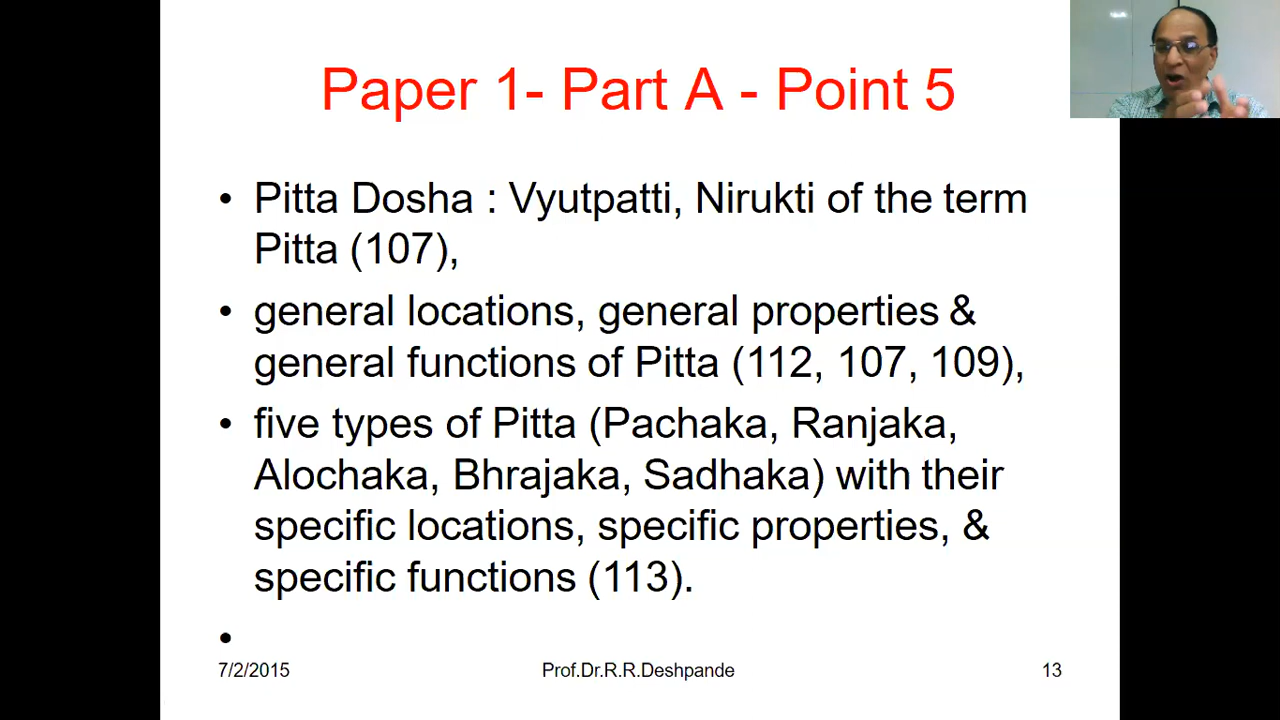 Paper 1- Part A - Point 5
• Pitta Dosha : Vyutpatti, Nirukti of the term
Pitta (107),
• general locations, general properties &
general functions of Pitta (112, 107, 109),
• five types of Pitta (Pachaka, Ranjaka,
Alochaka, Bhrajaka, Sadhaka) with their
specific locations, specific properties, &
specific functions (113).
•
7/2/2015 Prof.Dr.R.R.Deshpande 13